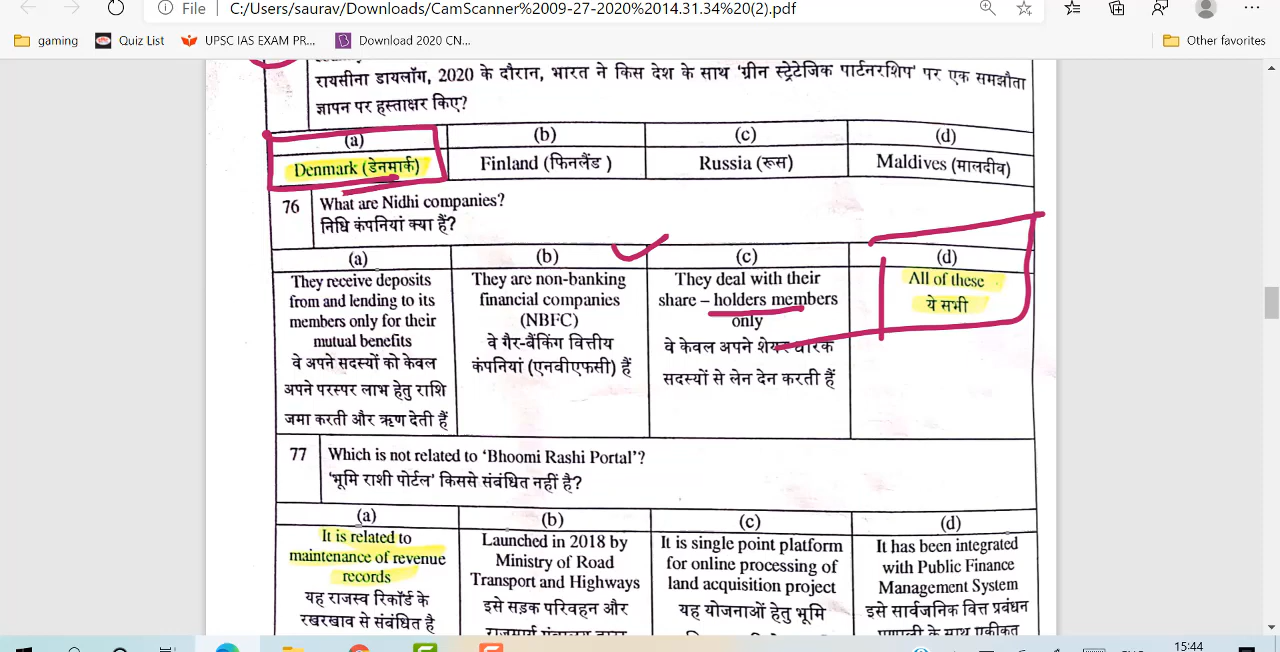 File
C:/Users/saurav/Downloads/CamScanner%2009-27-2020%2014.31.34%20(2).pdf
gaming
Quiz List
UPSC IAS EXAM PR...
Download 2020 CN...
Other favorites
रायसीना डायलॉग, 2020 के दौरान, भारत ने किस देश के साथ 'ग्रीन स्ट्रेटेजिक पार्टनरशिप' पर एक समझौता
ज्ञापन पर हस्ताक्षर किए?
(a)
Denmark (डेनमार्क)
(b)
Finland (फिनलैंड )
(c)
Russia (रूस)
(d)
Maldives (मालदीव)
76
What are Nidhi companies?
निधि कंपनियां क्या हैं?
(a)
They receive deposits
from and lending to its
members only for their
mutual benefits
वे अपने सदस्यों को केवल
अपने परस्पर लाभ हेतु राशि
जमा करती और ऋण देती हैं
(b)
They are non-banking
financial companies
(NBFC)
वे गैर-बैंकिंग वित्तीय
कंपनियां (एनबीएफसी) हैं
(c)
They deal with their
share – holders members
only
वे केवल अपने शेयर धारक
सदस्यों से लेन देन करती हैं
(d)
All of these
ये सभी
77
Which is not related to 'Bhoomi Rashi Portal'?
'भूमि राशी पोर्टल' किससे संबंधित नहीं है?
(a)
It is related to
maintenance of revenue
records
यह राजस्व रिकॉर्ड के
रखरखाव से संबंधित है
(b)
Launched in 2018 by
Ministry of Road
Transport and Highways
इसे सड़क परिवहन और
(c)
It is single point platform
for online processing of
land acquisition project
यह योजनाओं हेतु भूमि
(d)
It has been integrated
with Public Finance
Management System
इसे सार्वजनिक वित्त प्रबंधन
प्रणाली के साथ एकीकृत
15:44